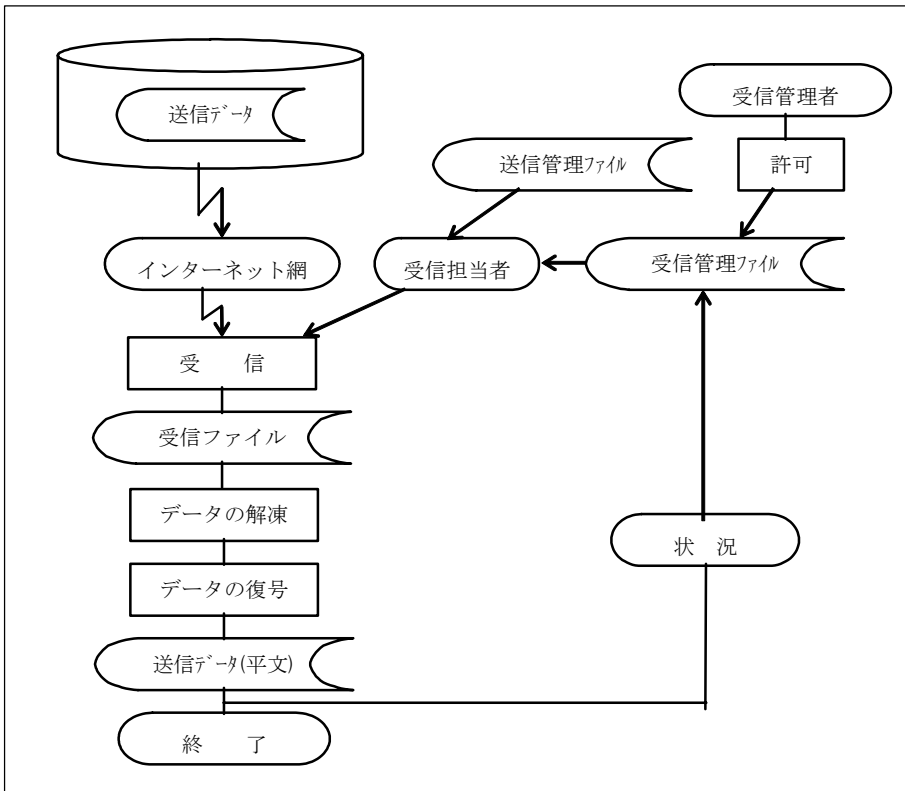 送信ﾃﾞｰﾀ
受信管理者
送信管理ﾌｧｲﾙ
許可
インターネット網
受信担当者
受信管理ﾌｧｲﾙ
受　信
受信ファイル
データの解凍
状　況
データの復号
送信ﾃﾞｰﾀ(平文)
終　了